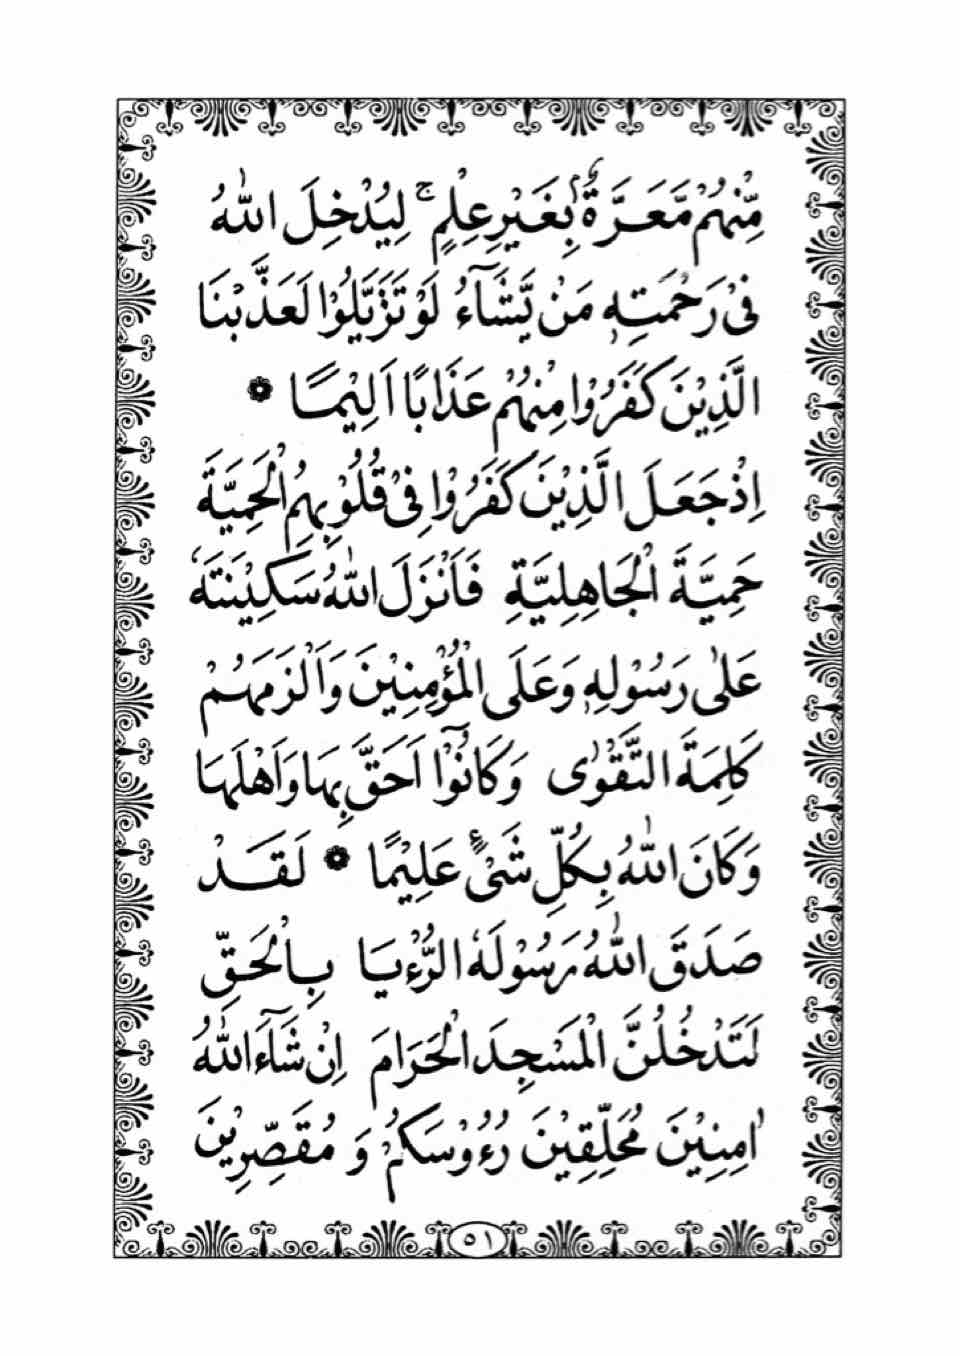 مِّنْهُمْ مَّعَرَّةٌۢ بِغَيْرِ عِلْمٍ ۚ لِيُدْخِلَ اللّٰهُ
فِىْ رَحْمَتِهٖ مَنْ يَّشَآءُ لَوْ تَزَيَّلُوْا لَعَذَّبْنَا
الَّذِيْنَ كَفَرُوْا مِنْهُمْ عَذَابًا اَلِيْمًا ۞
اِذْ جَعَلَ الَّذِيْنَ كَفَرُوْا فِىْ قُلُوْبِهِمُ الْحَمِيَّةَ
حَمِيَّةَ الْجَاهِلِيَّةِ فَاَنْزَلَ اللّٰهُ سَكِيْنَتَهٗ
عَلٰى رَسُوْلِهٖ وَعَلَى الْمُؤْمِنِيْنَ وَاَلْزَمَهُمْ
كَلِمَةَ التَّقْوٰى وَكَانُوْٓا اَحَقَّ بِهَا وَاَهْلَهَا
وَكَانَ اللّٰهُ بِكُلِّ شَىْءٍ عَلِيْمًا ۞ لَقَدْ
صَدَقَ اللّٰهُ رَسُوْلَهُ الرُّءْيَا بِالْحَقِّ
لَتَدْخُلُنَّ الْمَسْجِدَ الْحَرَامَ اِنْ شَآءَ اللّٰهُ
اٰمِنِيْنَ مُحَلِّقِيْنَ رُءُوْسَكُمْ وَ مُقَصِّرِيْنَ
٥١